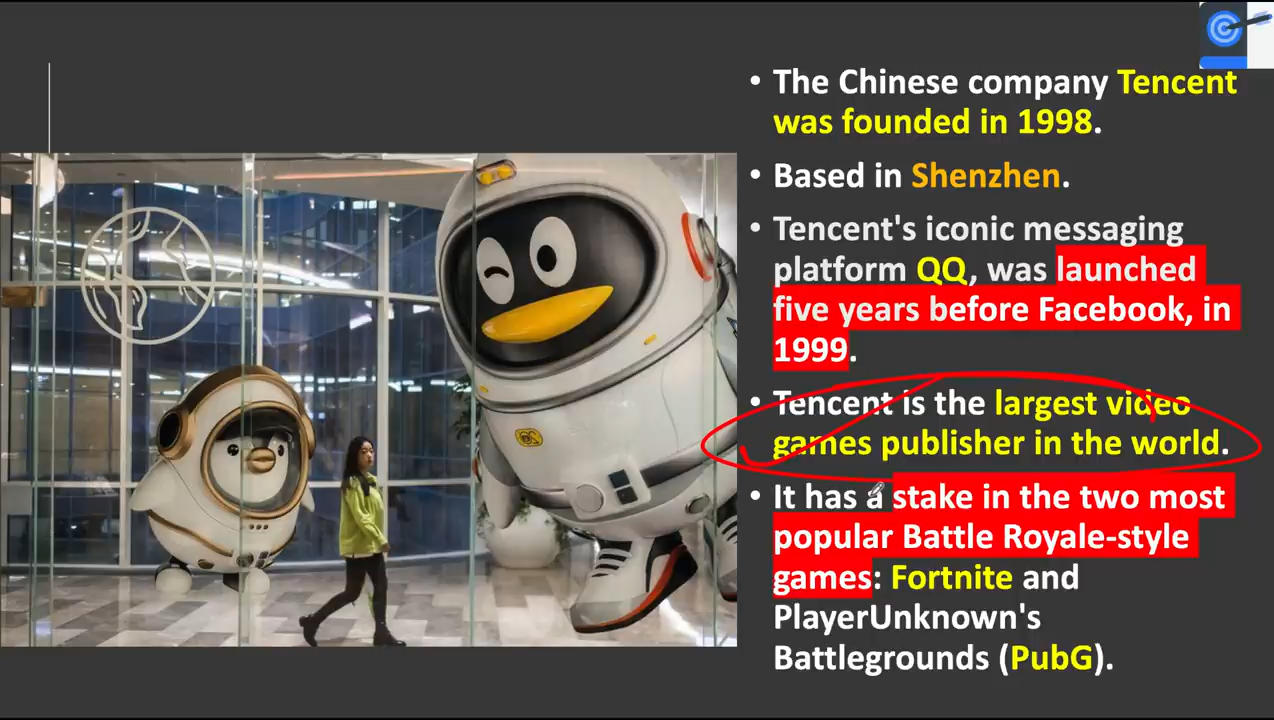 • The Chinese company Tencent
was founded in 1998.
• Based in Shenzhen.
• Tencent's iconic messaging
platform QQ, was launched
five years before Facebook, in
1999.
• Tencent is the largest video
games publisher in the world.
• It has a stake in the two most
popular Battle Royale-style
games: Fortnite and
PlayerUnknown's
Battlegrounds (PubG).